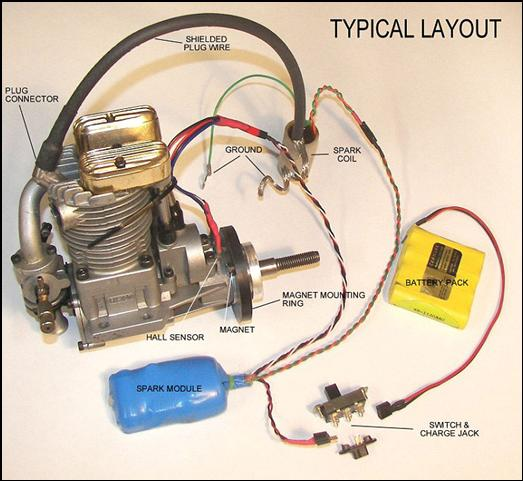 TYPICAL LAYOUT
SHIELDED
PLUG WIRE
PLUG
CONNECTOR
GROUND
SPARK
COIL
BATTERY PACK
MAGNET MOUNTING
RING
MAGNET
HALL SENSOR
SPARK MODULE
SWITCH &
CHARGE JACK